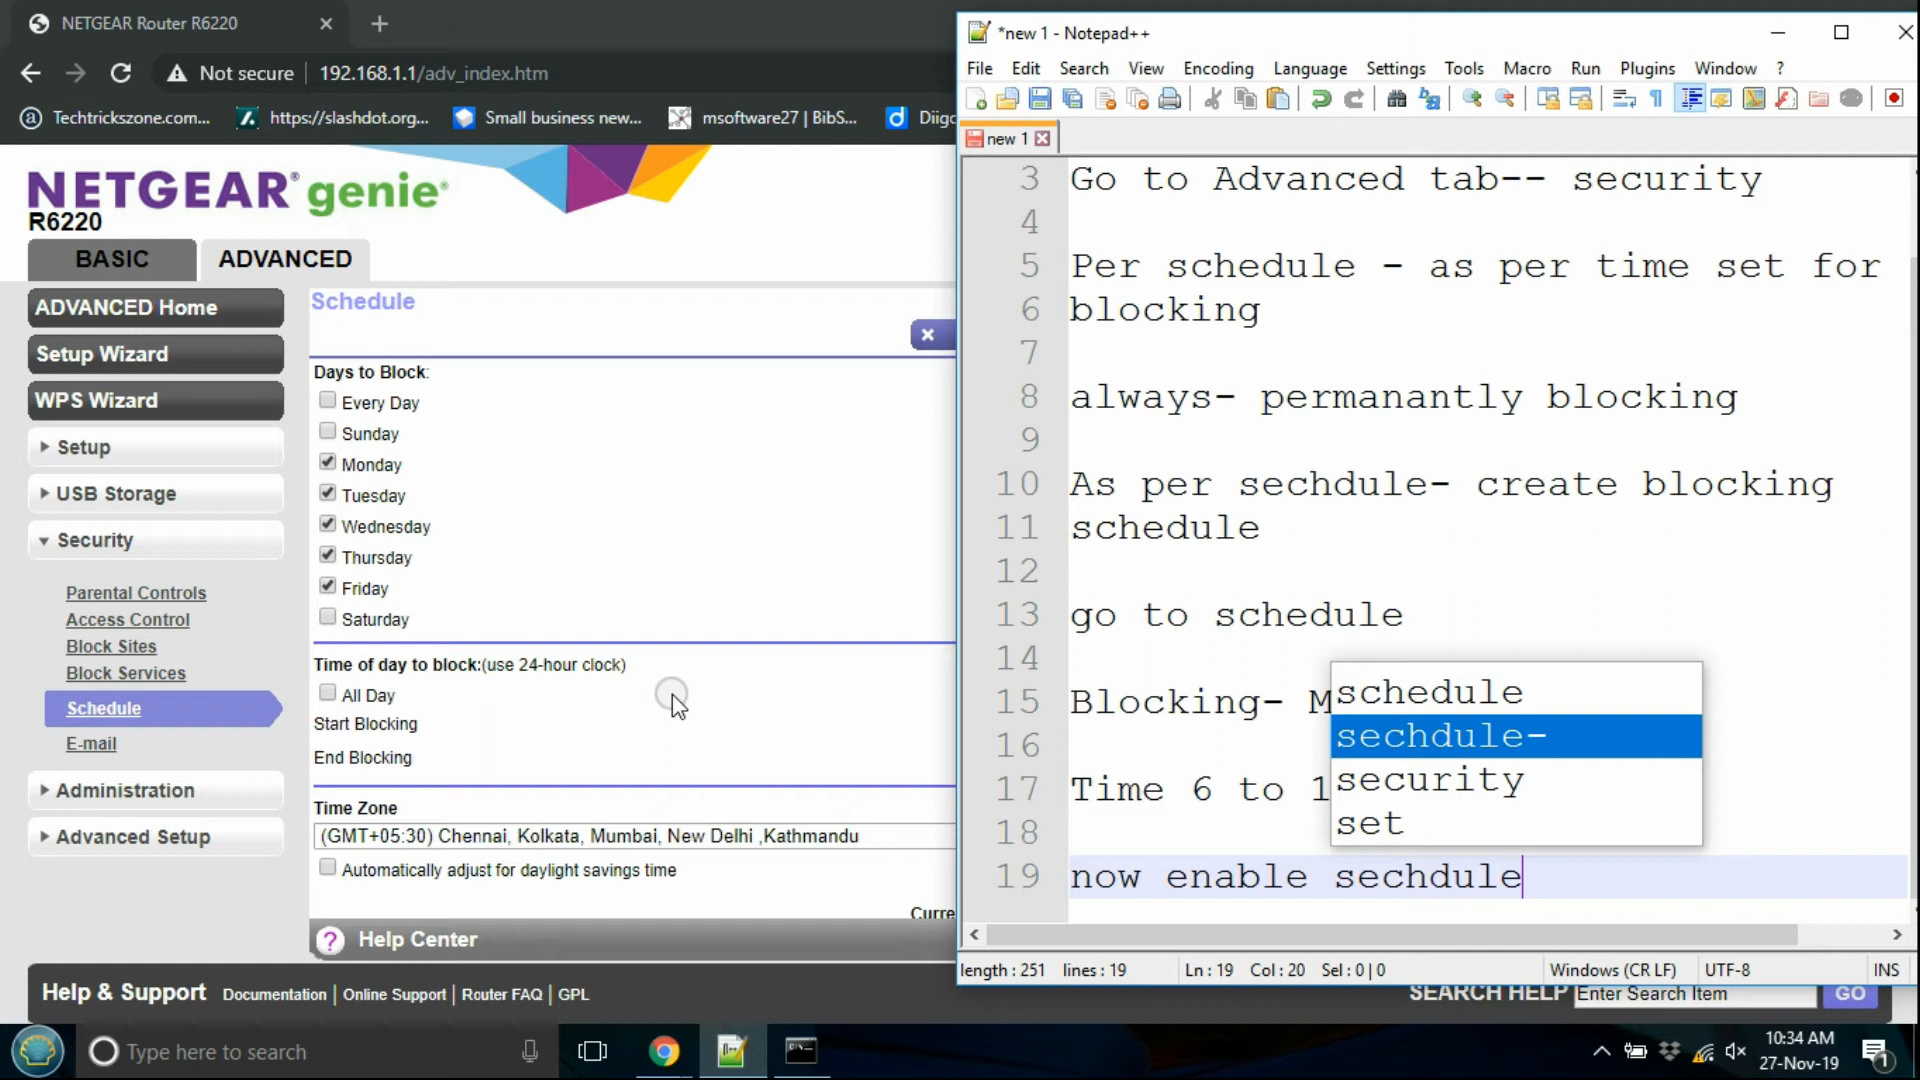 NETGEAR Router R6220
Not secure 192.168.1.1/adv_index.htm
Techtrickszone.com...
https://slashdot.org...
Small business new...
msoftware27 | BibS...
Diigo
NETGEAR® genie®
R6220
BASIC
ADVANCED
ADVANCED Home
Setup Wizard
WPS Wizard
Setup
USB Storage
Security
Parental Controls
Access Control
Block Sites
Block Services
Schedule
E-mail
Administration
Advanced Setup
Schedule
Days to Block:
Every Day
Sunday
Monday
Tuesday
Wednesday
Thursday
Friday
Saturday
Time of day to block:(use 24-hour clock)
All Day
Start Blocking
End Blocking
Time Zone
(GMT+05:30) Chennai, Kolkata, Mumbai, New Delhi ,Kathmandu
Automatically adjust for daylight savings time
Curre
Help Center
Help & Support Documentation | Online Support | Router FAQ | GPL
SEARCH HELP Enter Search Item GO
*new 1 - Notepad++
File Edit Search View Encoding Language Settings Tools Macro Run Plugins Window ?
new 1
3 Go to Advanced tab-- security
4
5 Per schedule - as per time set for
6 blocking
7
8 always- permanantly blocking
9
10 As per sechdule- create blocking
11 schedule
12
13 go to schedule
14
15 Blocking- M
16
17 Time 6 to 1
18
19 now enable sechdule
schedule
sechdule-
security
set
length : 251 lines : 19 Ln : 19 Col : 20 Sel : 0 | 0 Windows (CR LF) UTF-8 INS
Type here to search
10:34 AM
27-Nov-19
1